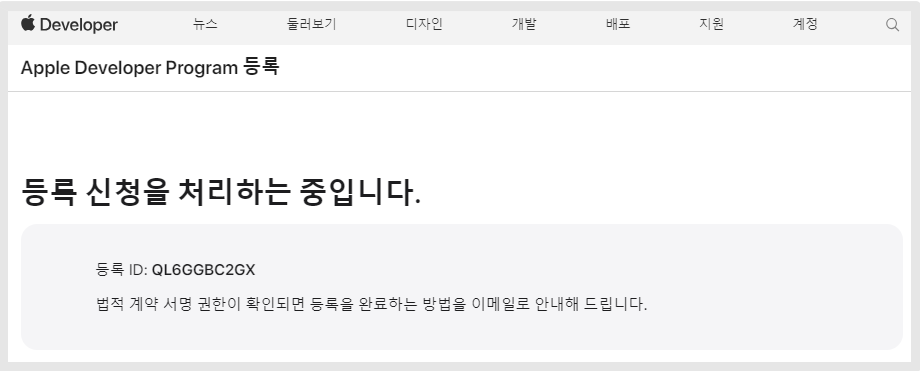 Developer 뉴스 둘러보기 디자인 개발 배포 지원 계정
Apple Developer Program 등록
등록 신청을 처리하는 중입니다.
등록 ID: QL6GGBC2GX
법적 계약 서명 권한이 확인되면 등록을 완료하는 방법을 이메일로 안내해 드립니다.